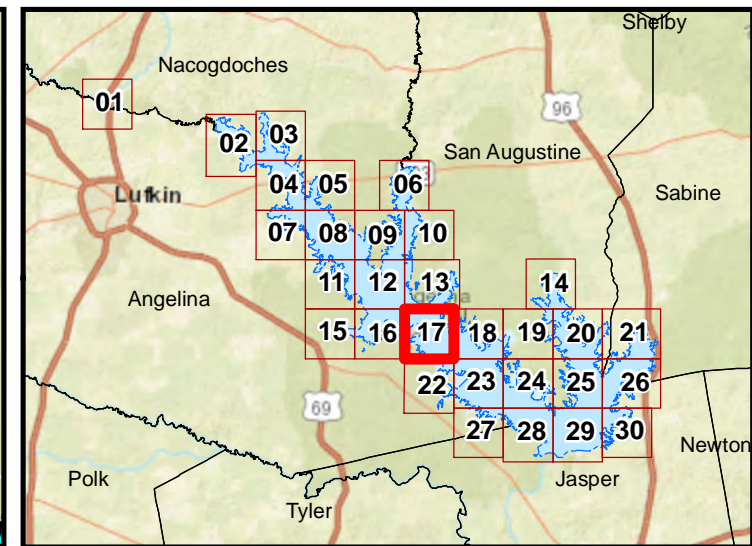 Shelby
Nacogdoches
01
96
03
02
San Augustine
04 05 06
Lufkin
Sabine
07 08 09 10
11 12 13 14
Angelina
15 16 17 18 19 20 21
22 23 24 25 26
69
27 28 29 30
Newton
Polk
Jasper
Tyler